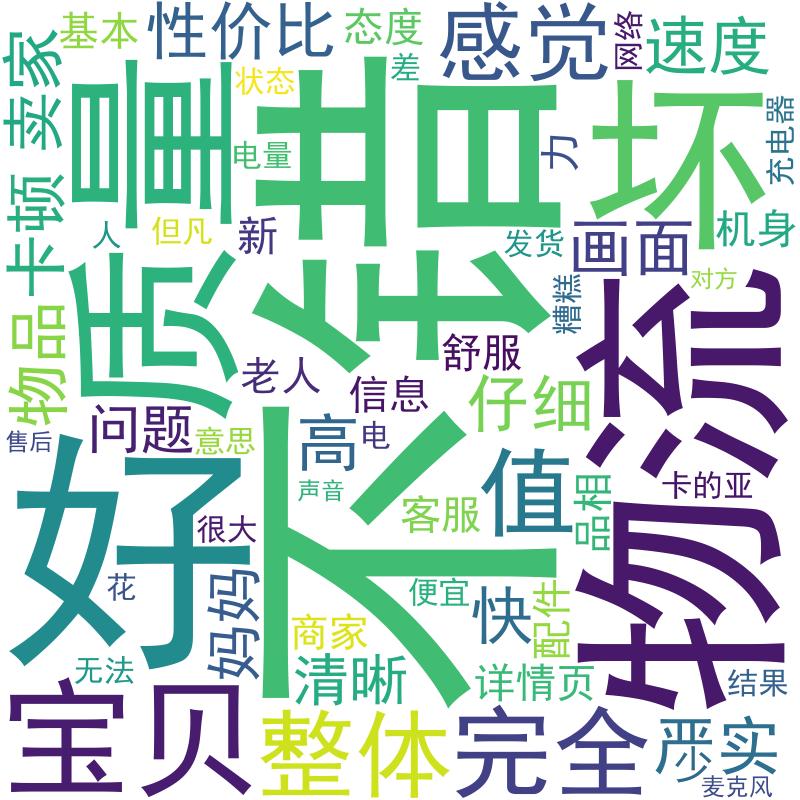 基本
性价比
态度
感觉
网络
速度
卖家
差
状态
质量
不错
坏
力
充电器
电量
卡顿
人
但凡
新
发货
画面
机身
物流
对方
糟糕
物品
老人
舒服
信息
仔细
问题
意思
高
电
售后
好
值
声音
品相
卡的亚
很大
客服
花
妈妈
便宜
快
配件
商家
无法
清晰
详情页
结果
宝贝
整体
完全
严实
麦克风